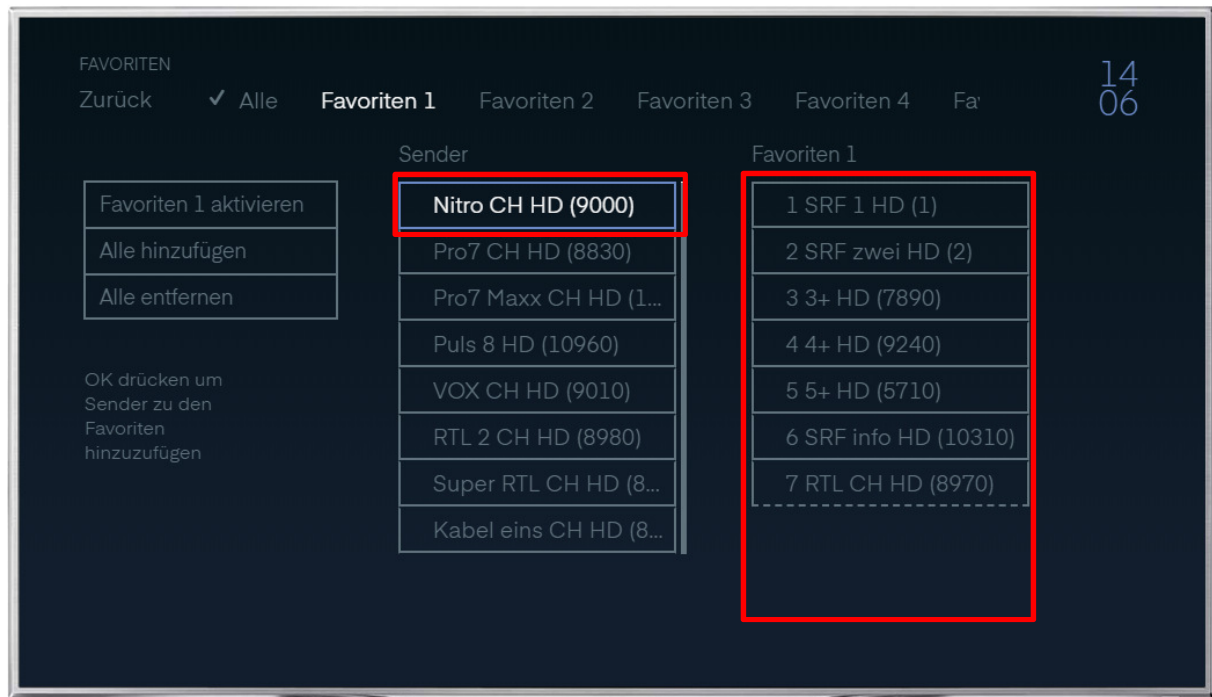 FAVORITEN
Zurück ✓ Alle Favoriten 1 Favoriten 2 Favoriten 3 Favoriten 4 Fa
14
06
Sender
Favoriten 1
Favoriten 1 aktivieren
Alle hinzufügen
Alle entfernen
OK drücken um
Sender zu den
Favoriten
hinzuzufügen
Nitro CH HD (9000)
Pro7 CH HD (8830)
Pro7 Maxx CH HD (1...
Puls 8 HD (10960)
VOX CH HD (9010)
RTL 2 CH HD (8980)
Super RTL CH HD (8...
Kabel eins CH HD (8...
1 SRF 1 HD (1)
2 SRF zwei HD (2)
3 3+ HD (7890)
4 4+ HD (9240)
5 5+ HD (5710)
6 SRF info HD (10310)
7 RTL CH HD (8970)